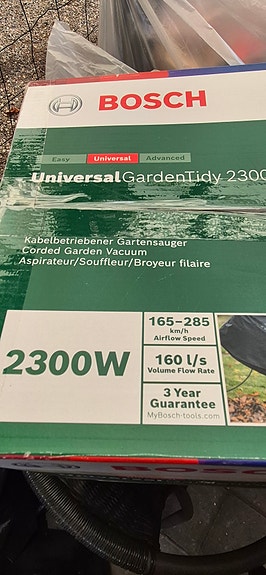 BOSCH
Easy Universal Advanced
UniversalGardenTidy 2300
Kabelbetriebener Gartensauger
Corded Garden Vacuum
Aspirateur/Souffleur/Broyeur filaire
2300W
165–285
km/h
Airflow Speed
160 l/s
Volume Flow Rate
3 Year
Guarantee
MyBosch-tools.com
BOSCH